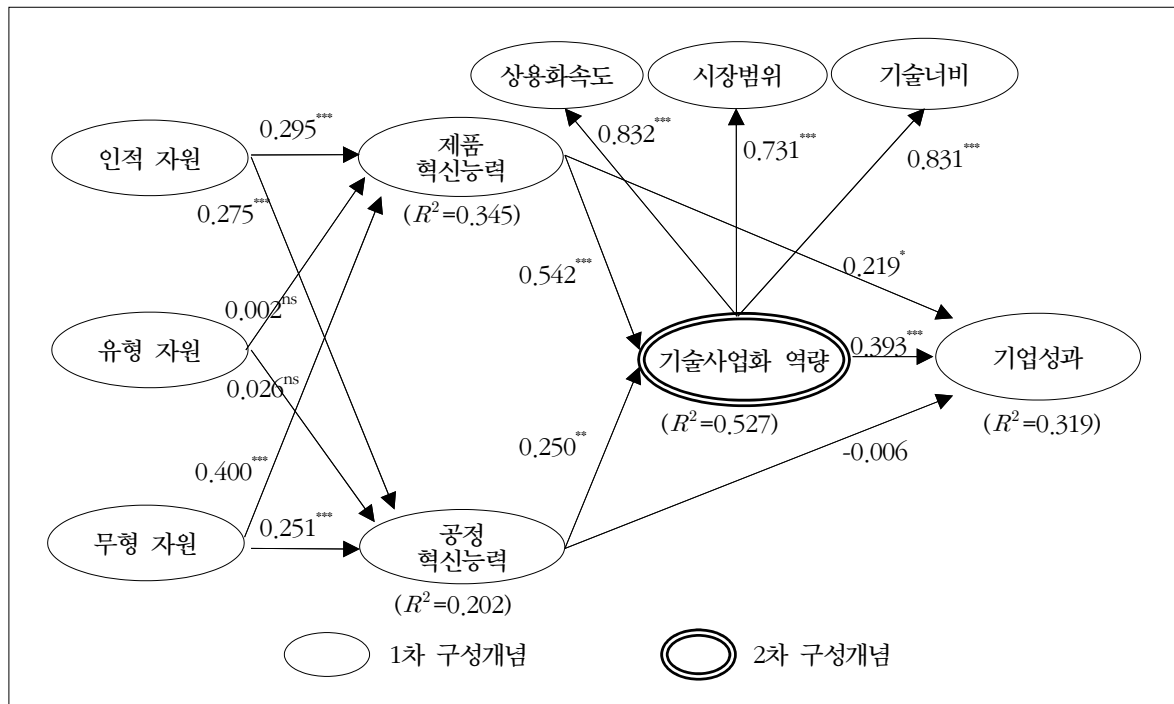 상용화속도 시장범위 기술너비
0.832*** 0.731*** 0.831***
인적 자원
0.295***
제품
혁신능력
(R²=0.345)
0.275***
0.542***
0.219*
0.002ns
유형 자원
0.026ns
기술사업화 역량
(R²=0.527)
0.393***
기업성과
(R²=0.319)
0.400***
0.250**
-0.006
무형 자원
0.251***
공정
혁신능력
(R²=0.202)
1차 구성개념 2차 구성개념